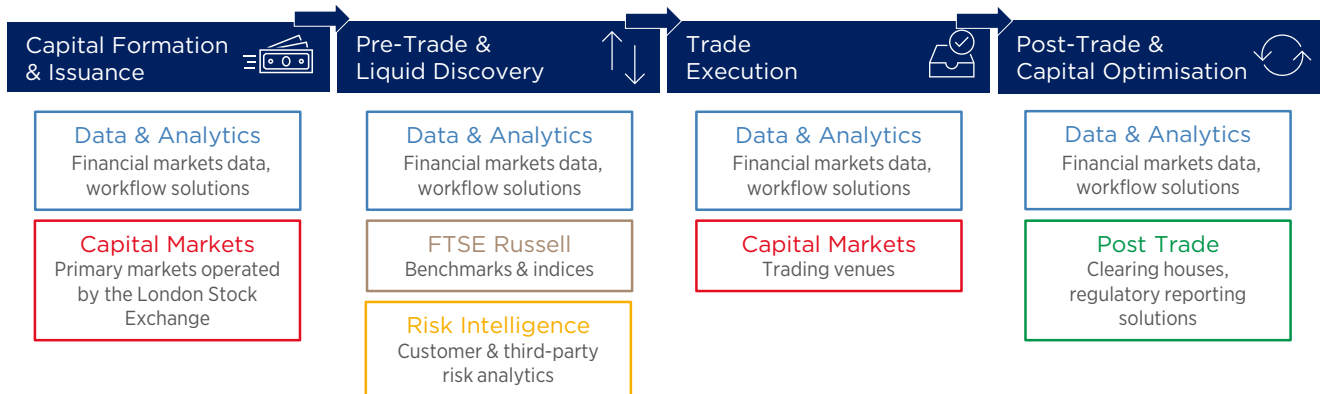 Capital Formation
& Issuance
Pre-Trade &
Liquid Discovery
Trade
Execution
Post-Trade &
Capital Optimisation
Data & Analytics
Financial markets data,
workflow solutions
Capital Markets
Primary markets operated
by the London Stock
Exchange
Data & Analytics
Financial markets data,
workflow solutions
FTSE Russell
Benchmarks & indices
Risk Intelligence
Customer & third-party
risk analytics
Data & Analytics
Financial markets data,
workflow solutions
Capital Markets
Trading venues
Data & Analytics
Financial markets data,
workflow solutions
Post Trade
Clearing houses,
regulatory reporting
solutions